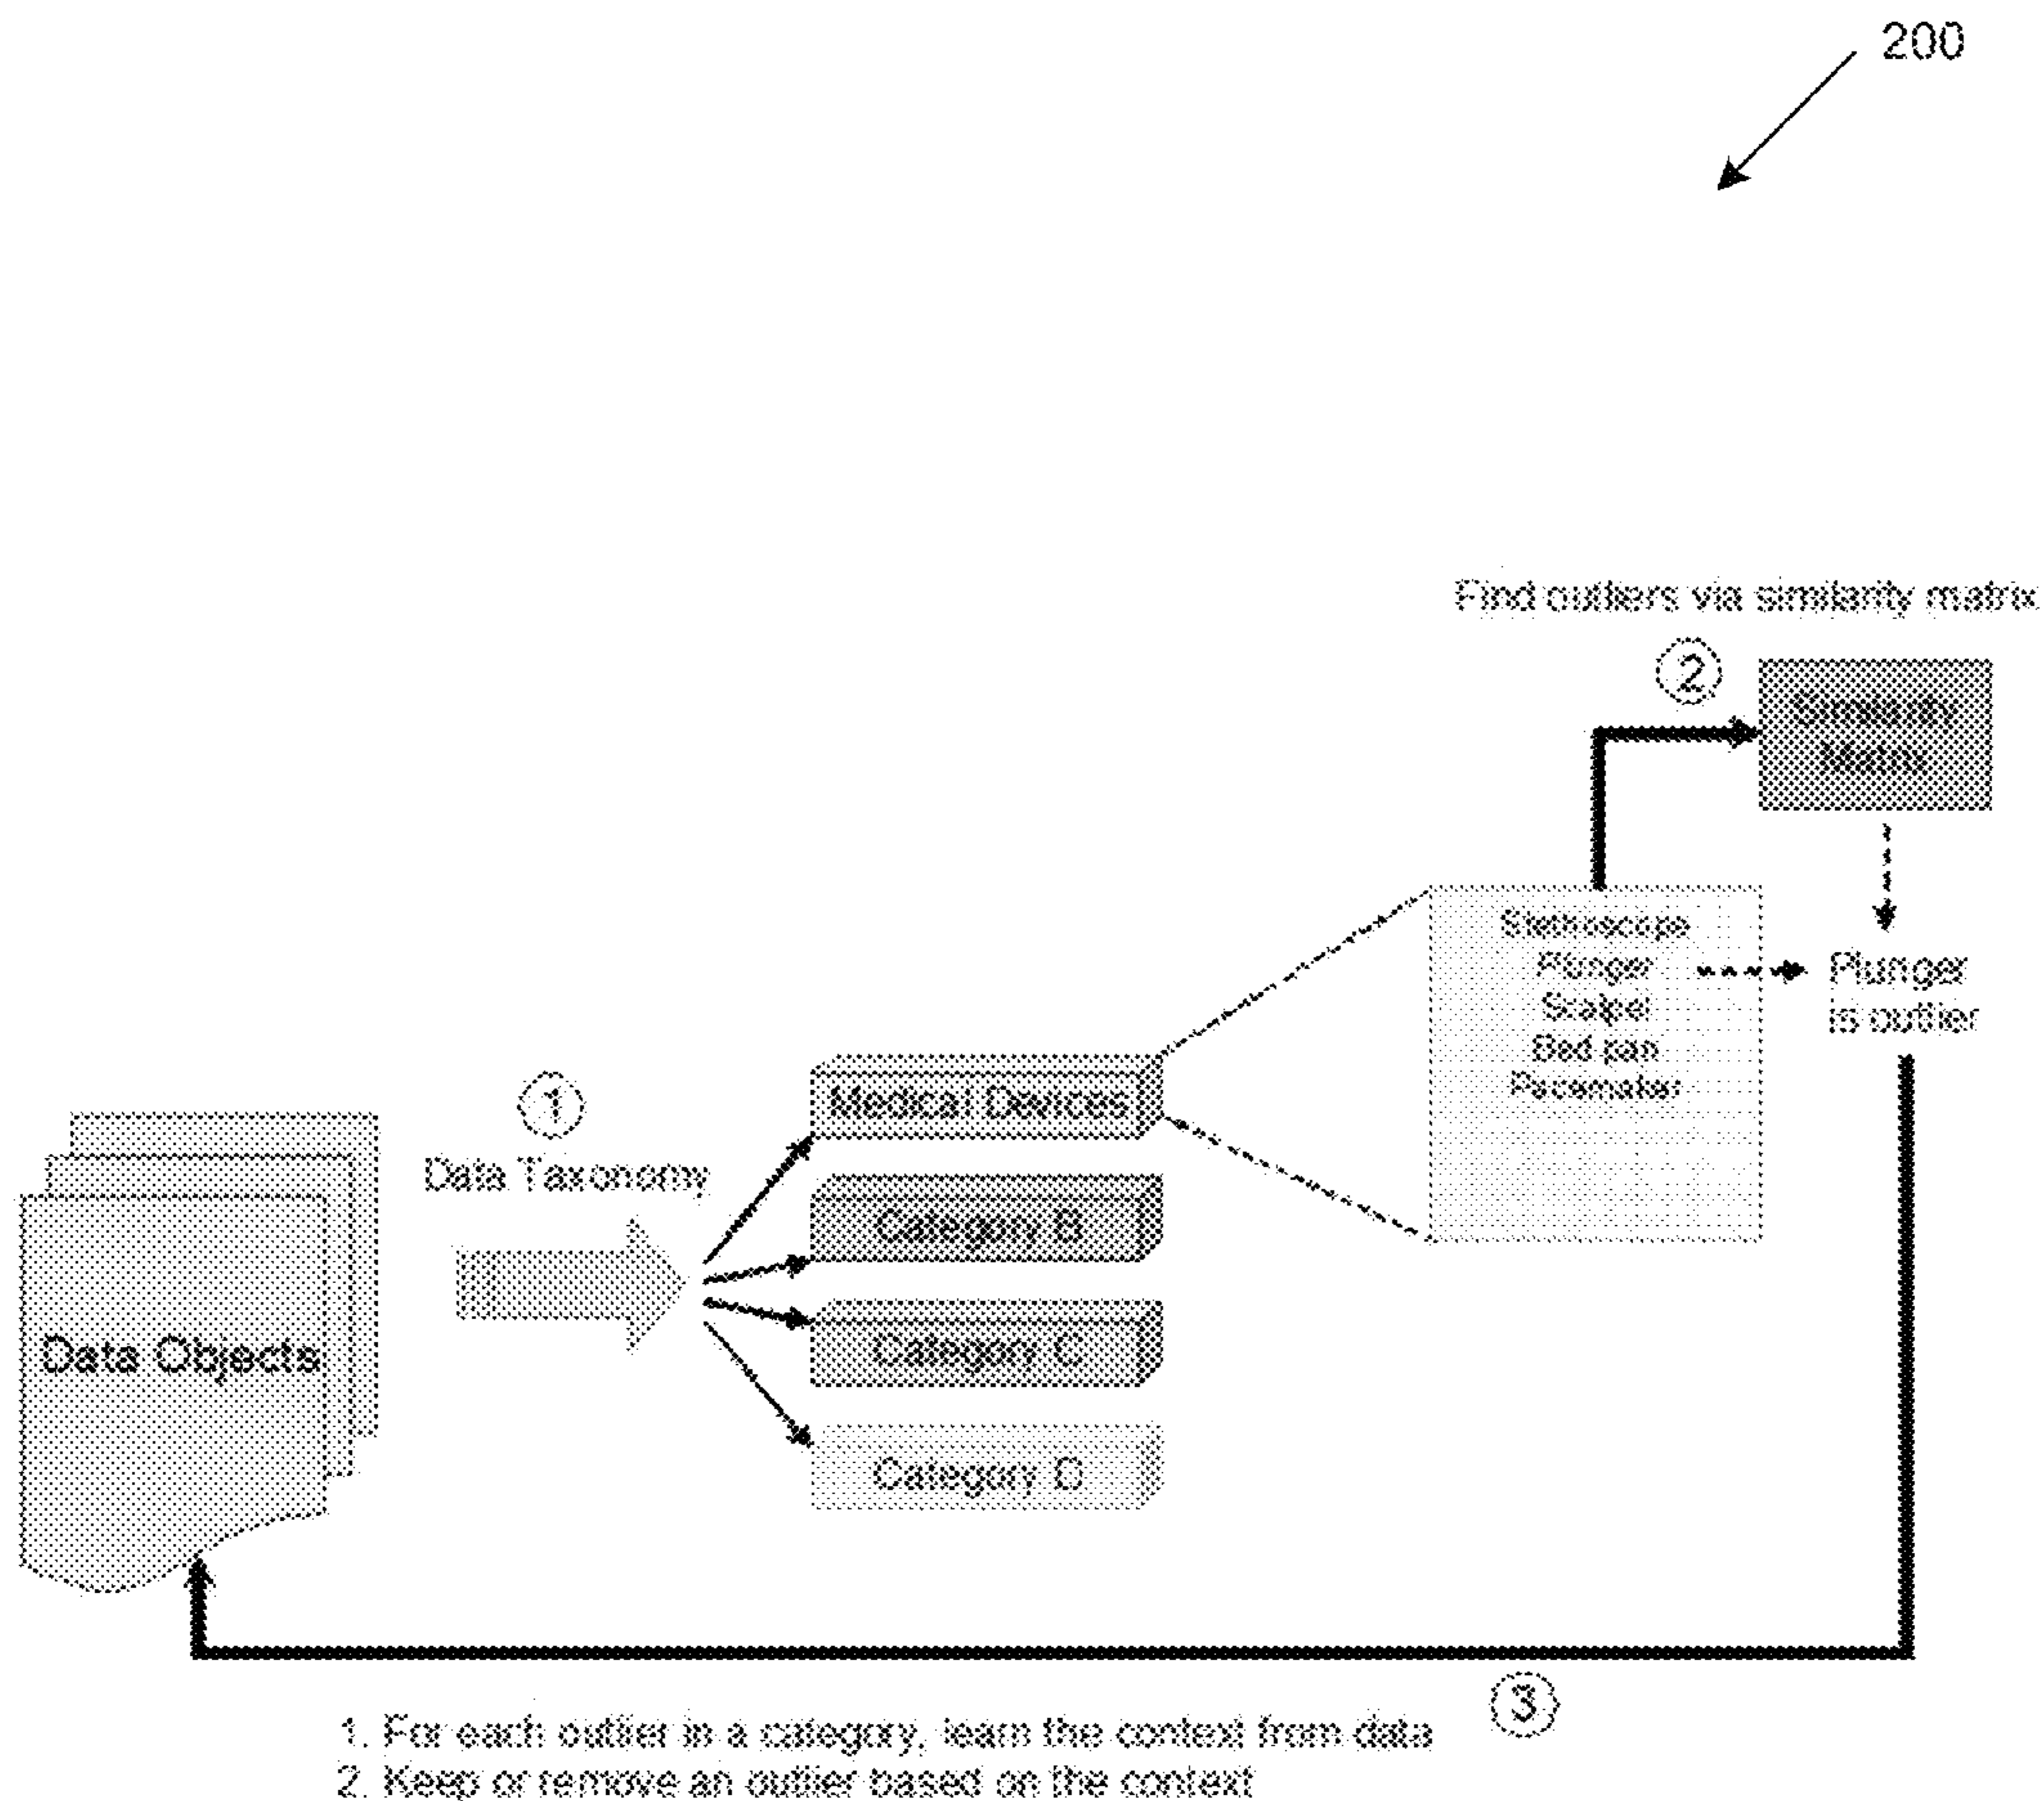 200
Find outliers via similarity matrix
2
Similarity
Matrix
Stethoscope
Plunger
Scalpel
Bed pan
Pacemaker
Plunger
is outlier
1
Data Taxonomy
Medical Devices
Category B
Category C
Category D
Data Objects
3
1. For each outlier in a category, learn the context from data
2. Keep or remove an outlier based on the context